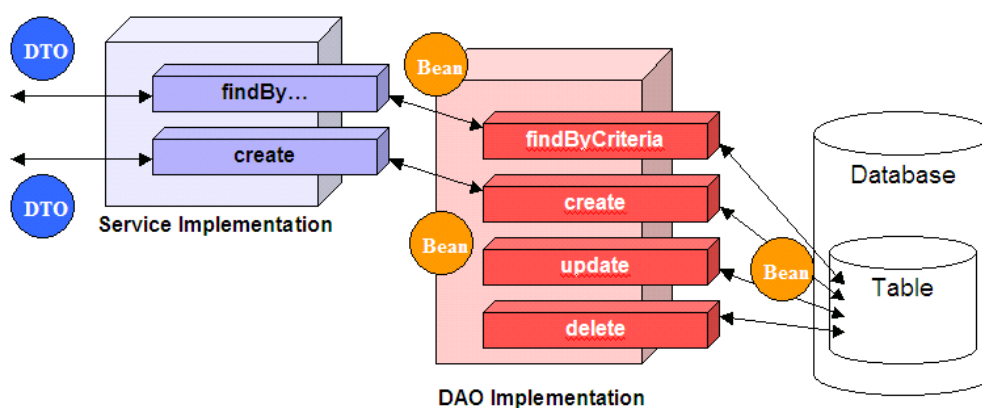 DTO
findBy...
create
DTO
Service Implementation
Bean
findByCriteria
create
Bean
update
delete
DAO Implementation
Bean
Database
Table